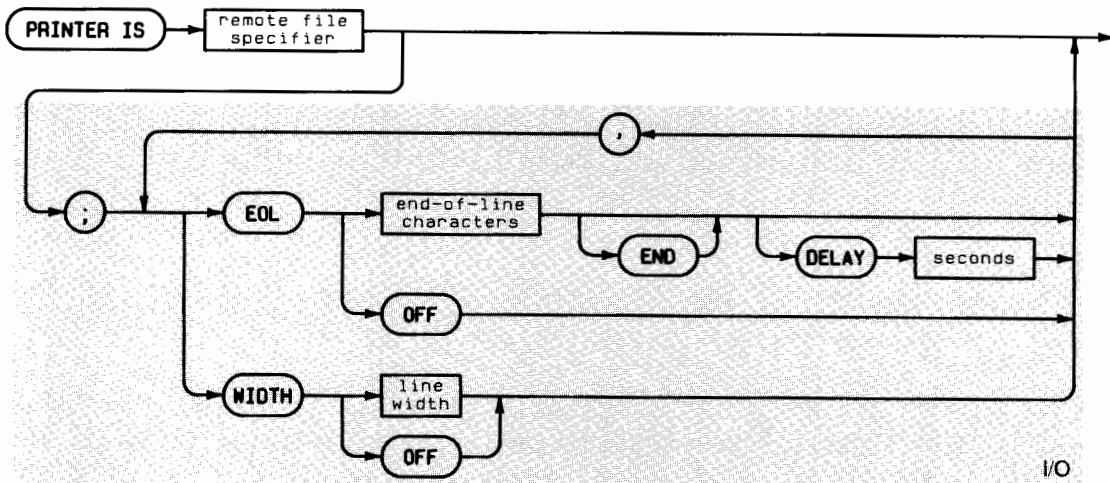 PRINTER IS
remote file
specifier
,
;
EOL
end-of-line
characters
END
DELAY
seconds
OFF
WIDTH
line
width
OFF
I/O